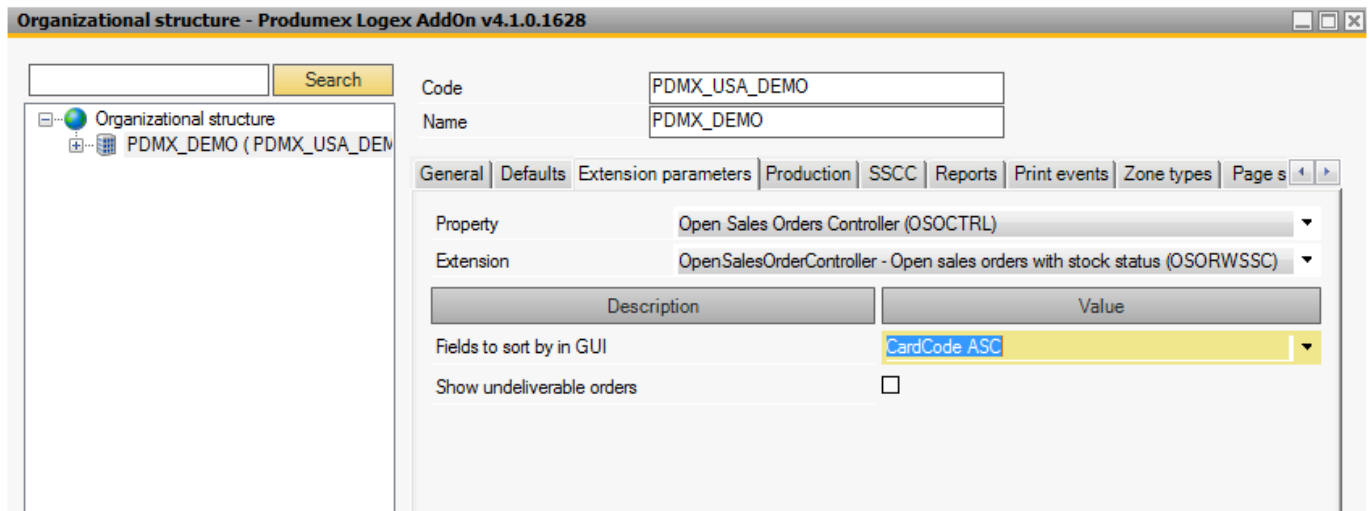 Organizational structure - Produmex Logex AddOn v4.1.0.1628
Search
Code PDMX_USA_DEMO
Name PDMX_DEMO
Organizational structure
PDMX_DEMO ( PDMX_USA_DEM
General Defaults Extension parameters Production SSCC Reports Print events Zone types Page s
Property Open Sales Orders Controller (OSOCTRL)
Extension OpenSalesOrderController - Open sales orders with stock status (OSORWSSC)
Description Value
Fields to sort by in GUI CardCode ASC
Show undeliverable orders